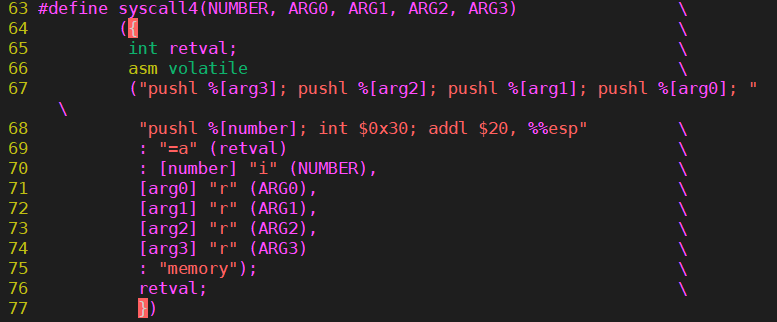 63 #define syscall4(NUMBER, ARG0, ARG1, ARG2, ARG3) \
64 ({ \
65 int retval; \
66 asm volatile \
67 ("pushl %[arg3]; pushl %[arg2]; pushl %[arg1]; pushl %[arg0]; "
\
68 "pushl %[number]; int $0x30; addl $20, %%esp" \
69 : "=a" (retval) \
70 : [number] "i" (NUMBER), \
71 [arg0] "r" (ARG0), \
72 [arg1] "r" (ARG1), \
73 [arg2] "r" (ARG2), \
74 [arg3] "r" (ARG3) \
75 : "memory"); \
76 retval; \
77 })